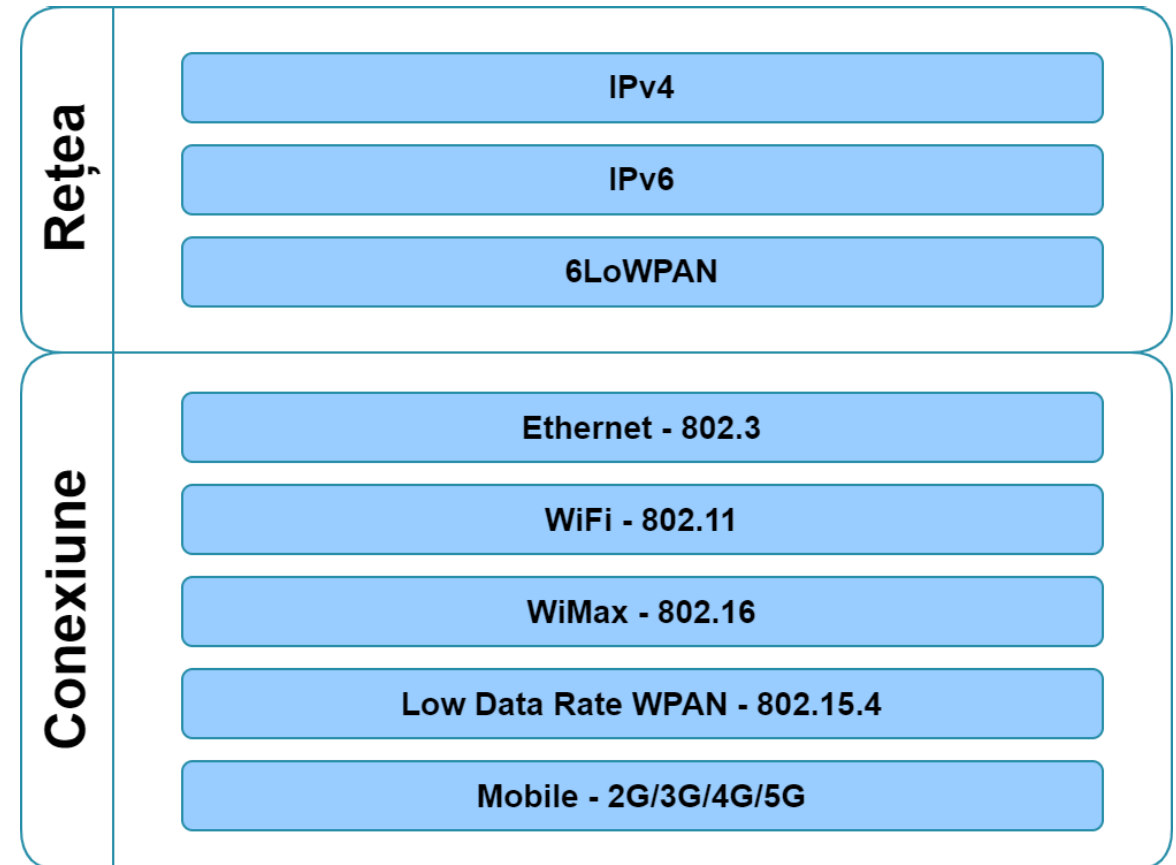 Rețea
IPv4
IPv6
6LoWPAN
Conexiune
Ethernet - 802.3
WiFi - 802.11
WiMax - 802.16
Low Data Rate WPAN - 802.15.4
Mobile - 2G/3G/4G/5G